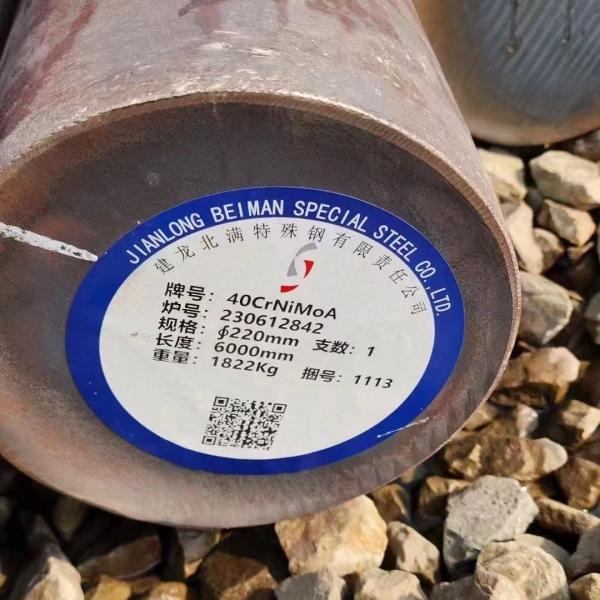 JIANLONG BEIMAN SPECIAL STEEL CO.,LTD.
建龙北满特殊钢有限责任公司
牌号: 40CrNiMoA
炉号: 230612842
规格: ∮220mm 支数: 1
长度: 6000mm
重量: 1822Kg 捆号: 1113